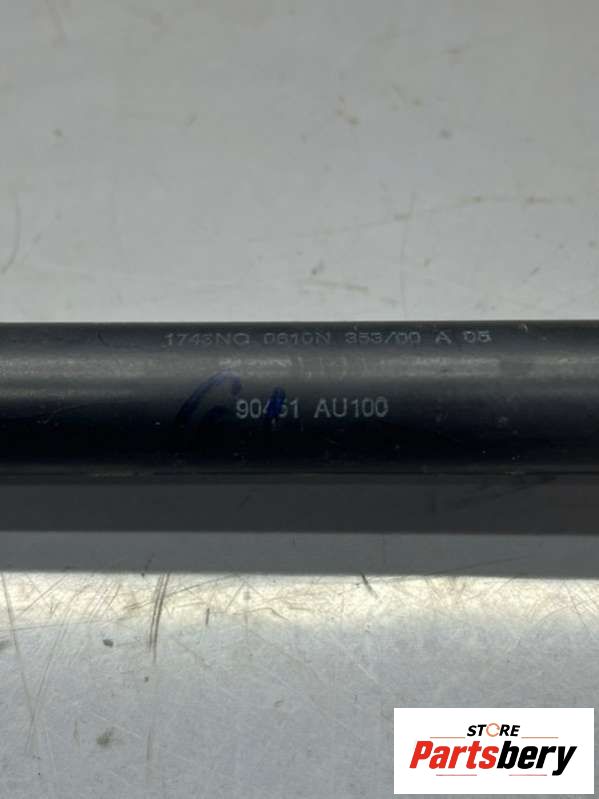 1743NQ 0610N 353/00 A 05
90451 AU100
STORE
Partsbery